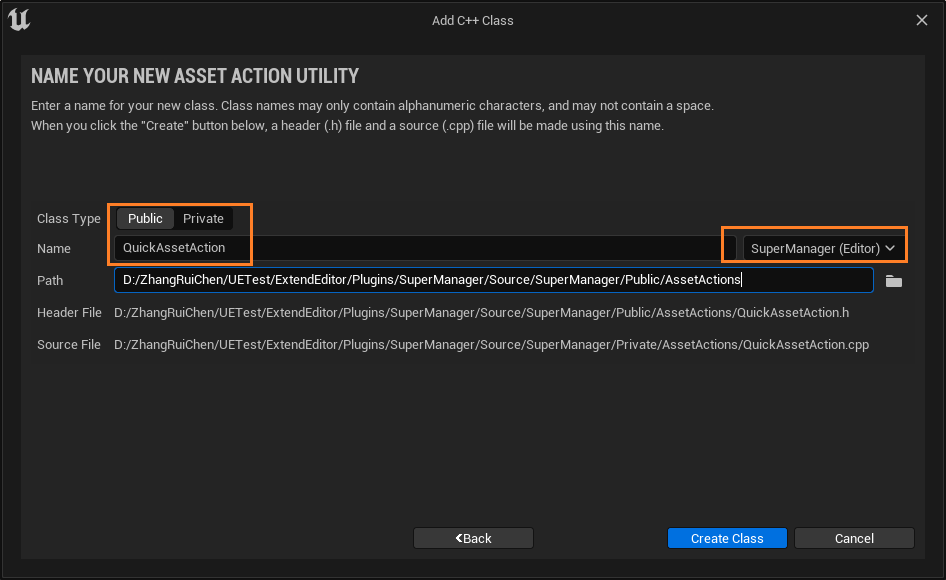 Add C++ Class
NAME YOUR NEW ASSET ACTION UTILITY
Enter a name for your new class. Class names may only contain alphanumeric characters, and may not contain a space.
When you click the "Create" button below, a header (.h) file and a source (.cpp) file will be made using this name.
Class Type Public Private
Name QuickAssetAction SuperManager (Editor)
Path D:/ZhangRuiChen/UETest/ExtendEditor/Plugins/SuperManager/Source/SuperManager/Public/AssetActions
Header File D:/ZhangRuiChen/UETest/ExtendEditor/Plugins/SuperManager/Source/SuperManager/Public/AssetActions/QuickAssetAction.h
Source File D:/ZhangRuiChen/UETest/ExtendEditor/Plugins/SuperManager/Source/SuperManager/Private/AssetActions/QuickAssetAction.cpp
Back Create Class Cancel